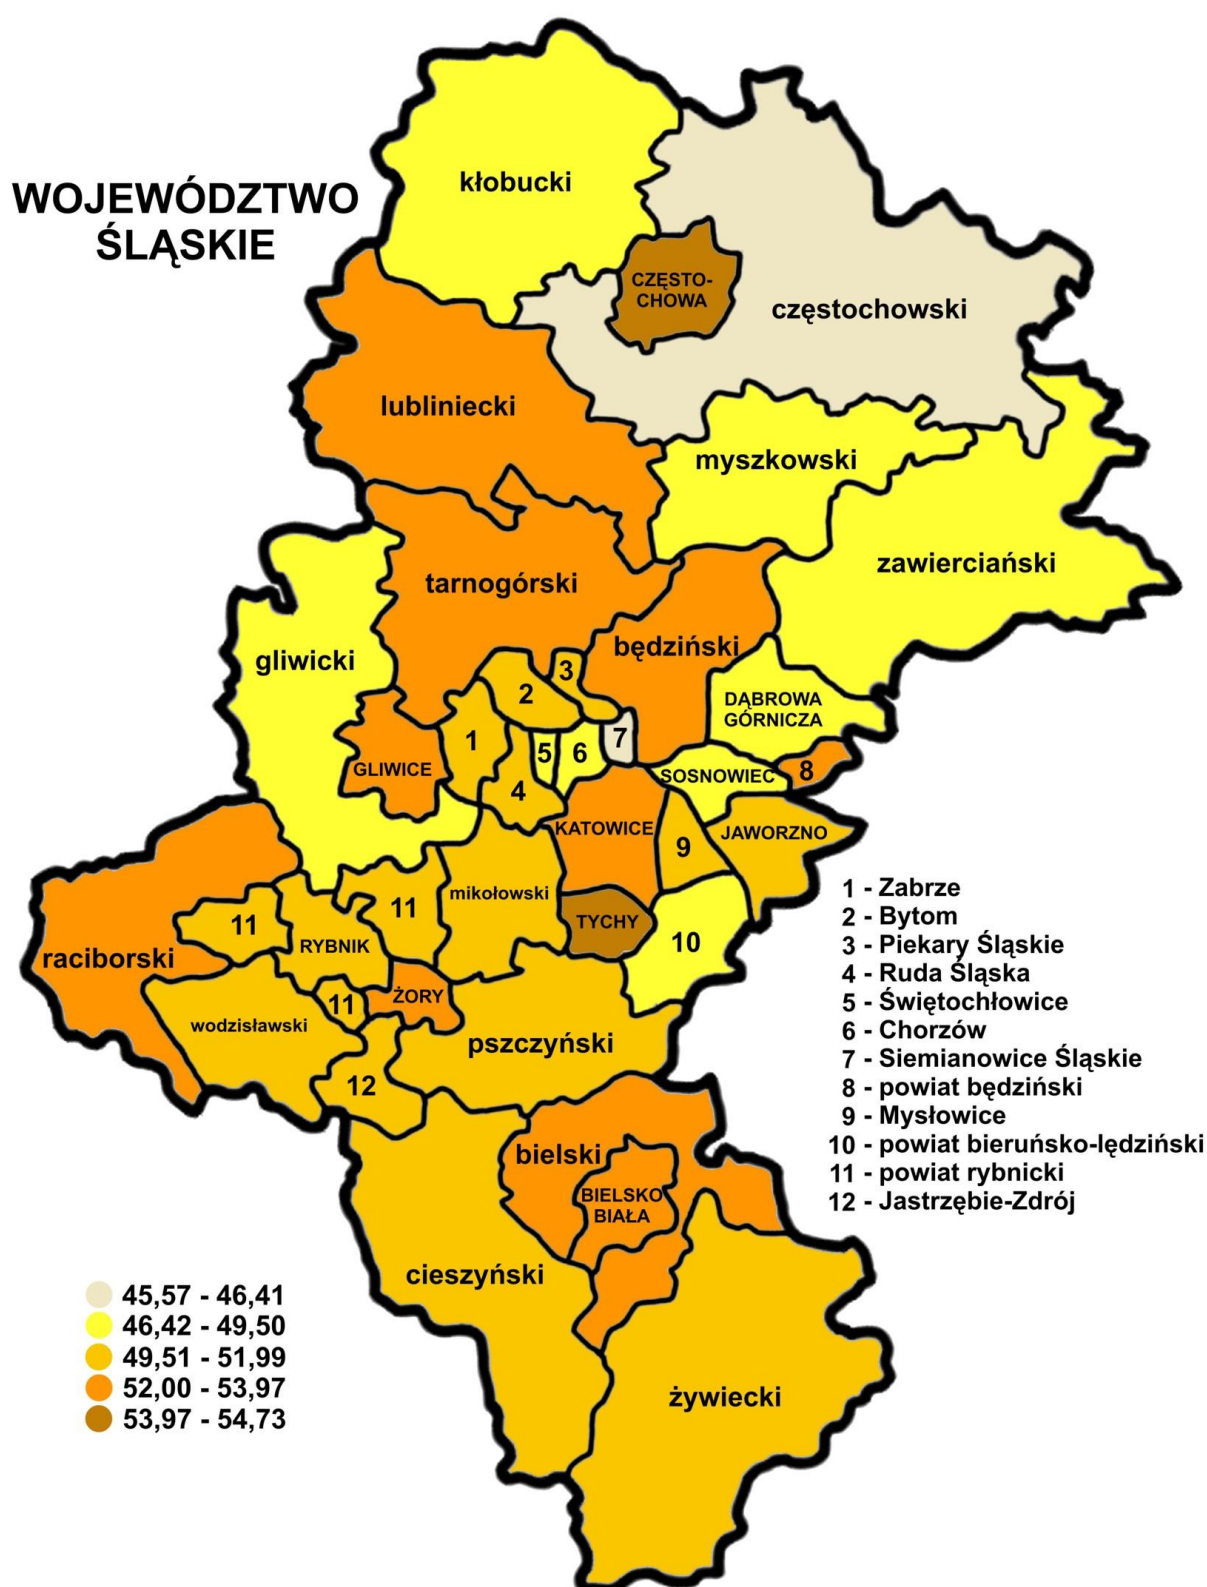 WOJEWÓDZTWO
ŚLĄSKIE
kłobucki
CZĘSTO-
CHOWA
częstochowski
lubliniecki
myszkowski
zawierciański
tarnogórski
będziński
gliwicki
3
2
DĄBROWA
GÓRNICZA
1
7
5
6
GLIWICE
SOSNOWIEC
8
4
KATOWICE
JAWORZNO
9
mikołowski
11
11
TYCHY
RYBNIK
10
raciborski
ŻORY
11
wodzisławski
pszczyński
12
bielski
BIELSKO
BIAŁA
cieszyński
żywiecki
1 - Zabrze
2 - Bytom
3 - Piekary Śląskie
4 - Ruda Śląska
5 - Świętochłowice
6 - Chorzów
7 - Siemianowice Śląskie
8 - powiat będziński
9 - Mysłowice
10 - powiat bieruńsko-lędziński
11 - powiat rybnicki
12 - Jastrzębie-Zdrój
45,57 - 46,41
46,42 - 49,50
49,51 - 51,99
52,00 - 53,97
53,97 - 54,73